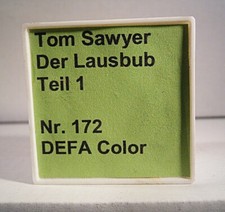 Tom Sawyer
Der Lausbub
Teil 1
Nr. 172
DEFA Color